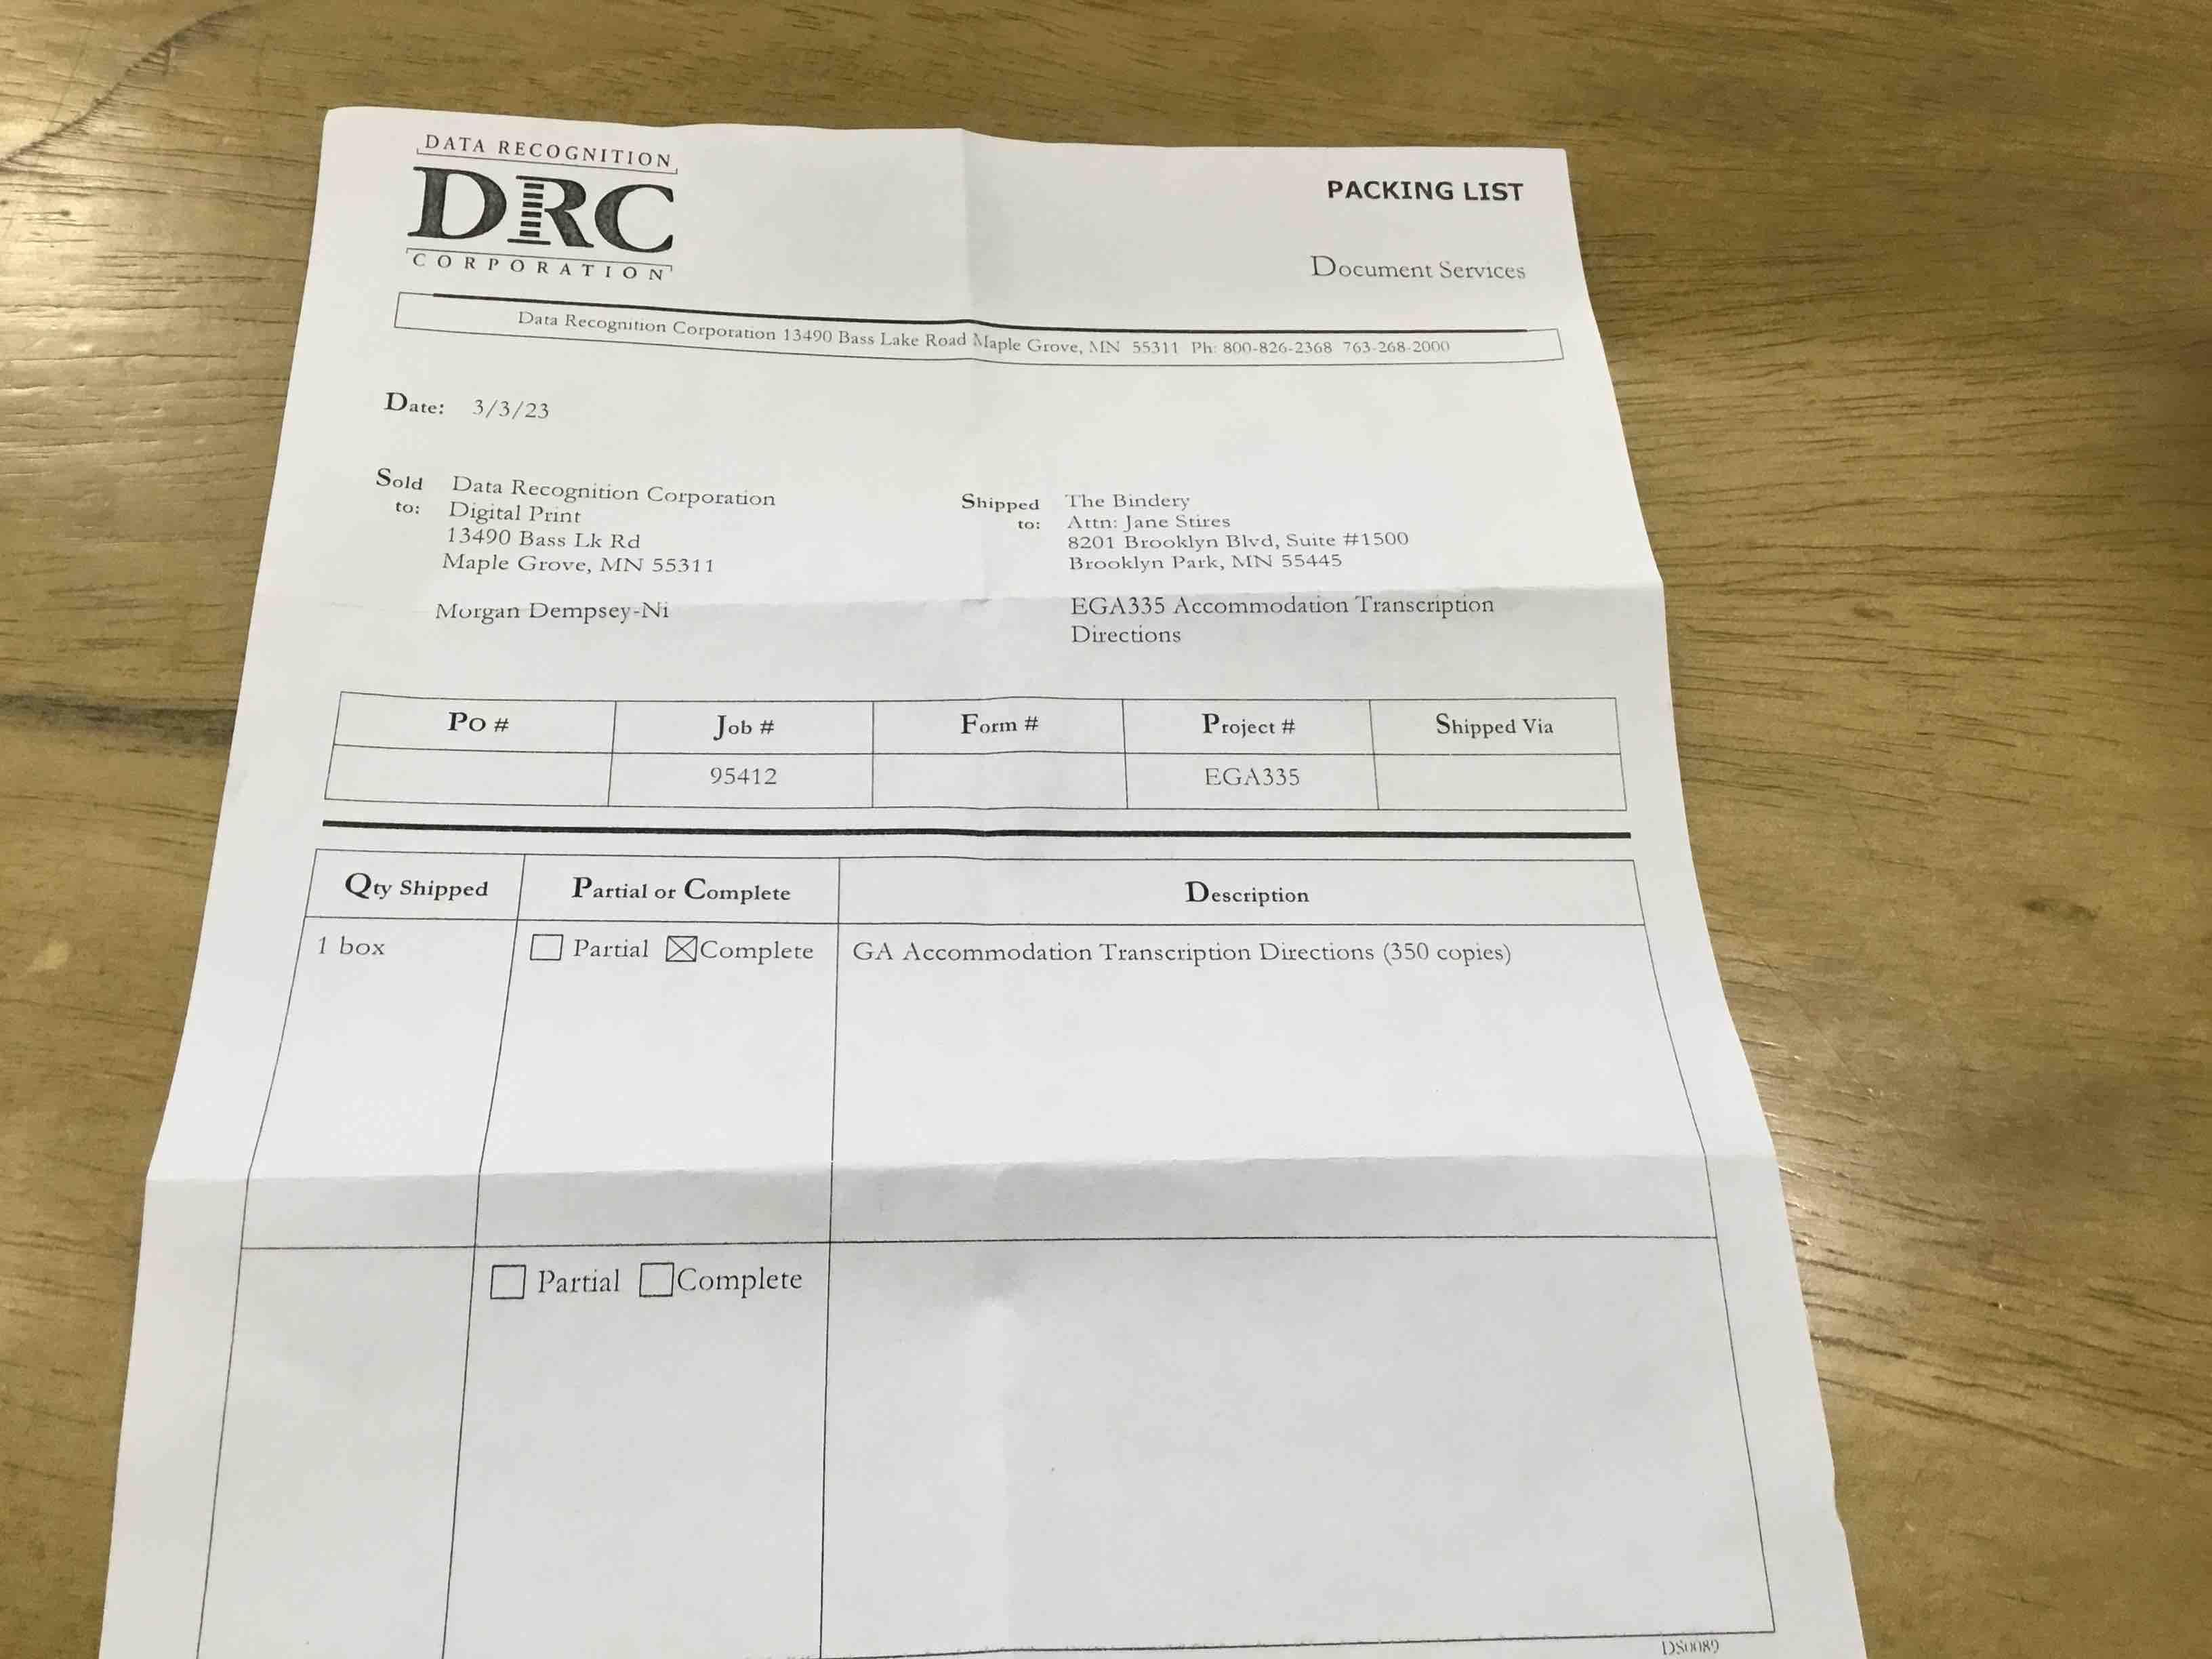 DATA RECOGNITION
DRC
CORPORATION
PACKING LIST
Document Services
Data Recognition Corporation 13490 Bass Lake Road Maple Grove, MN 55311 Ph: 800-826-2368 763-268-2000
Date: 3/3/23
Sold to:
Data Recognition Corporation
Digital Print
13490 Bass Lk Rd
Maple Grove, MN 55311
Morgan Dempsey-Ni
Shipped to:
The Bindery
Attn: Jane Stires
8201 Brooklyn Blvd, Suite #1500
Brooklyn Park, MN 55445
EGA335 Accommodation Transcription
Directions
Po # Job # Form # Project # Shipped Via
95412 EGA335
Qty Shipped Partial or Complete Description
1 box ☐ Partial ☒ Complete GA Accommodation Transcription Directions (350 copies)
☐ Partial ☐ Complete
DS0089